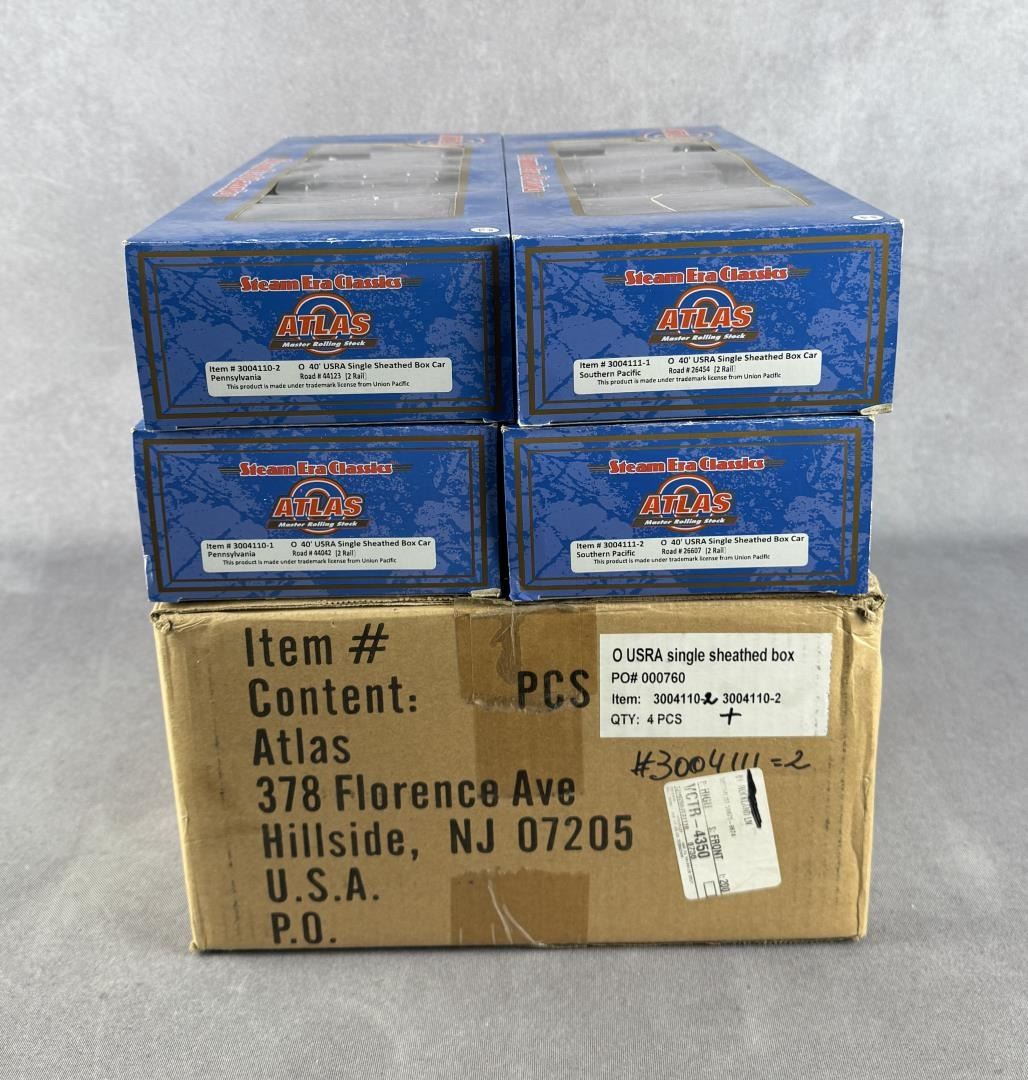 Steam Era Classics
ATLAS
Master Rolling Stock
Item # 3004110-2 O 40' USRA Single Sheathed Box Car
Pennsylvania Road # 44123 [2 Rail]
This product is made under trademark license from Union Pacific
Steam Era Classics
ATLAS
Master Rolling Stock
Item # 3004111-1 O 40' USRA Single Sheathed Box Car
Southern Pacific Road # 26454 [2 Rail]
This product is made under trademark license from Union Pacific
Steam Era Classics
ATLAS
Master Rolling Stock
Item # 3004110-1 O 40' USRA Single Sheathed Box Car
Pennsylvania Road # 44042 [2 Rail]
This product is made under trademark license from Union Pacific
Steam Era Classics
ATLAS
Master Rolling Stock
Item # 3004111-2 O 40' USRA Single Sheathed Box Car
Southern Pacific Road # 26607 [2 Rail]
This product is made under trademark license from Union Pacific
Item #
Content: PCS
Atlas
378 Florence Ave
Hillside, NJ 07205
U.S.A.
P.O.
O USRA single sheathed box
PO# 000760
Item: 3004110-2 3004110-2
QTY: 4 PCS +
#3004111=2
VCTR-4350
S.FRONT